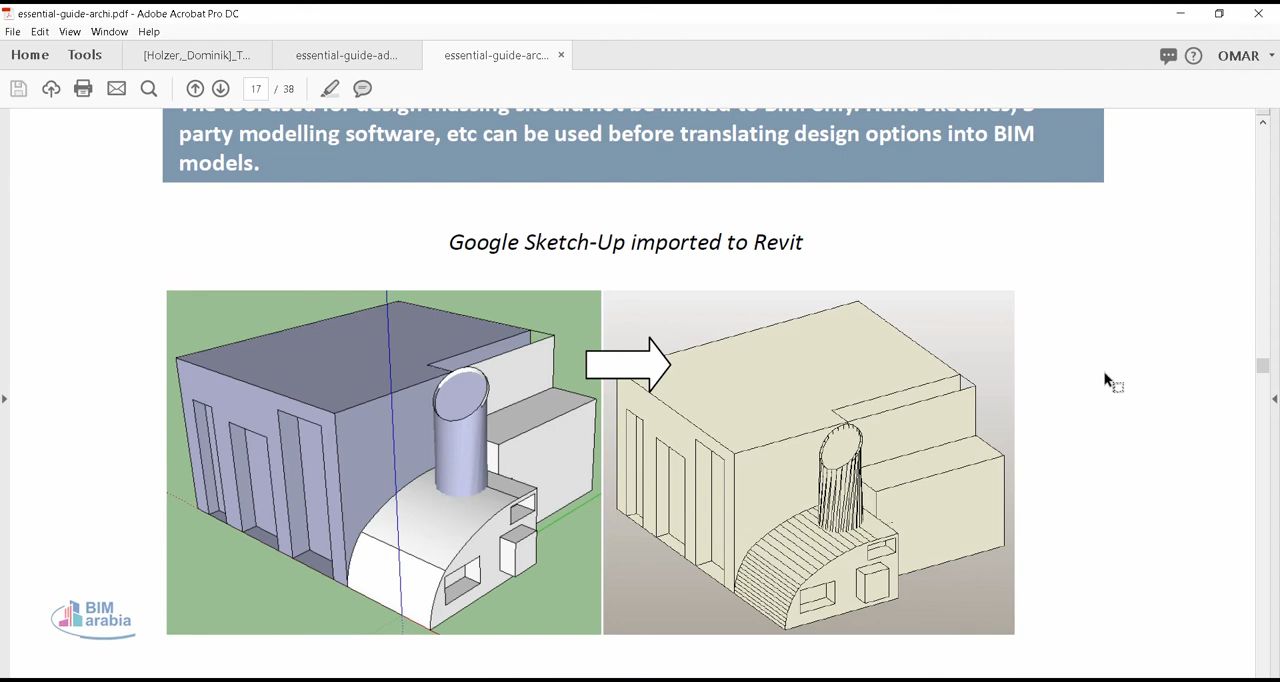 essential-guide-archi.pdf - Adobe Acrobat Pro DC
File Edit View Window Help
Home Tools [Holzer,_Dominik]_T... essential-guide-ad... essential-guide-arc... ×
OMAR
17 / 38
party modelling software, etc can be used before translating design options into BIM
models.
Google Sketch-Up imported to Revit
BIM
arabia